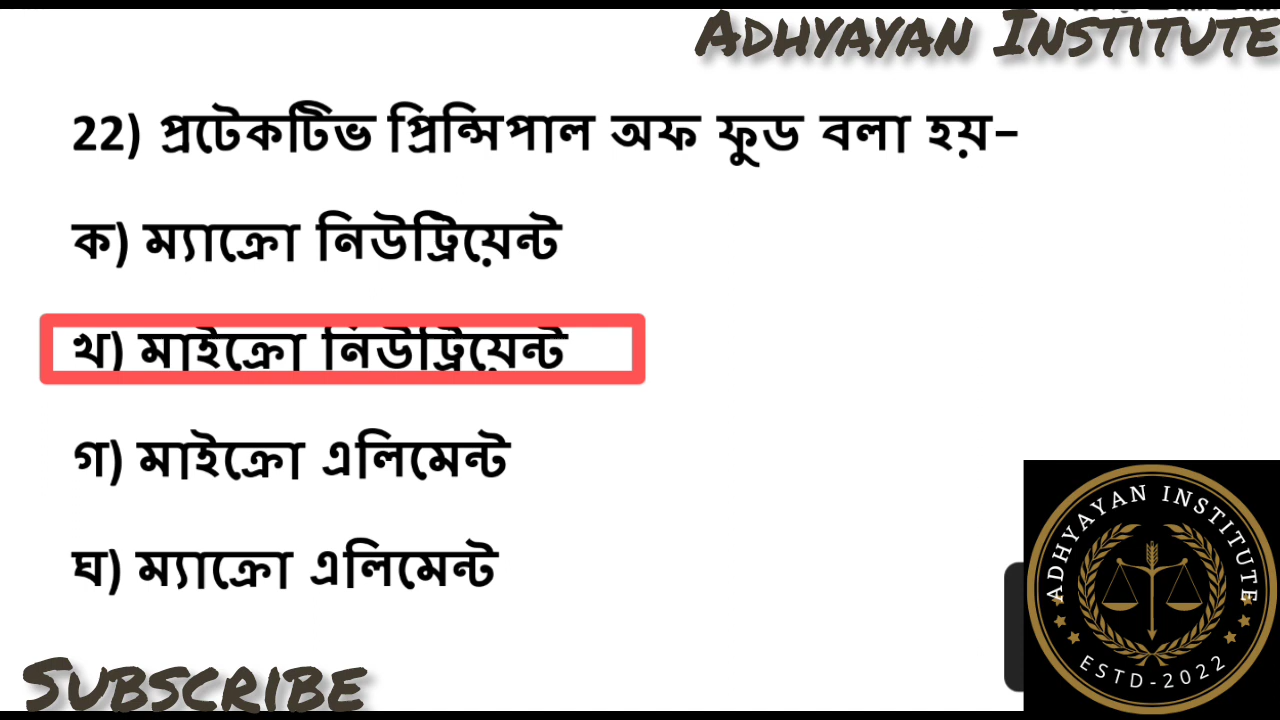 ADHYAYAN INSTITUTE
22) প্রটেকটিভ প্রিন্সিপাল অফ ফুড বলা হয়–
ক) ম্যাক্রো নিউট্রিয়েন্ট
খ) মাইক্রো নিউট্রিয়েন্ট
গ) মাইক্রো এলিমেন্ট
ঘ) ম্যাক্রো এলিমেন্ট
ADHYAYAN INSTITUTE
ESTD-2022
SUBSCRIBE